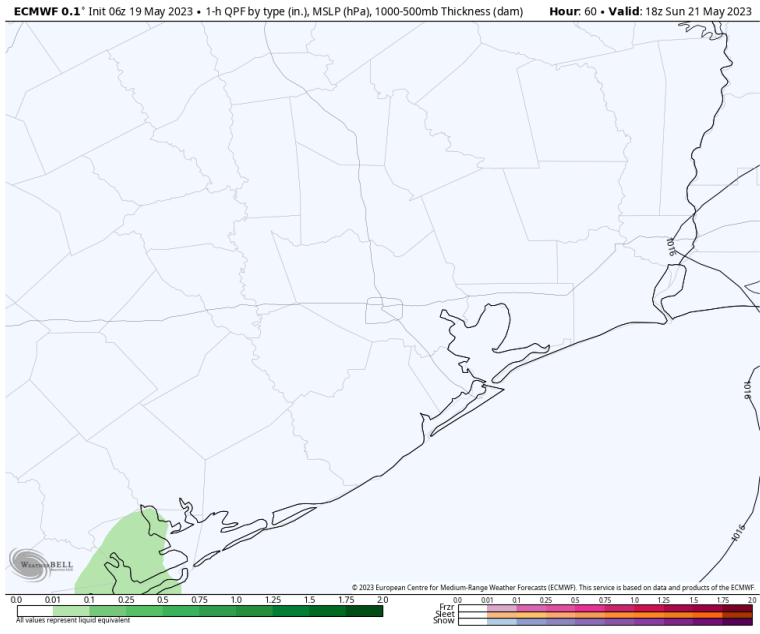 ECMWF 0.1° Init 06z 19 May 2023 • 1-h QPF by type (in.), MSLP (hPa), 1000-500mb Thickness (dam) Hour: 60 • Valid: 18z Sun 21 May 2023
1016
1016
1016
WEATHERBELL
© 2023 European Centre for Medium-Range Weather Forecasts (ECMWF). This service is based on data and products of the ECMWF.
0.0 0.01 0.1 0.25 0.5 0.75 1.0 1.25 1.5 1.75 2.0
All values represent liquid equivalent
0.0 0.01 0.1 0.25 0.5 0.75 1.0 1.25 1.5 1.75 2.0
Frzr
Sleet
Snow